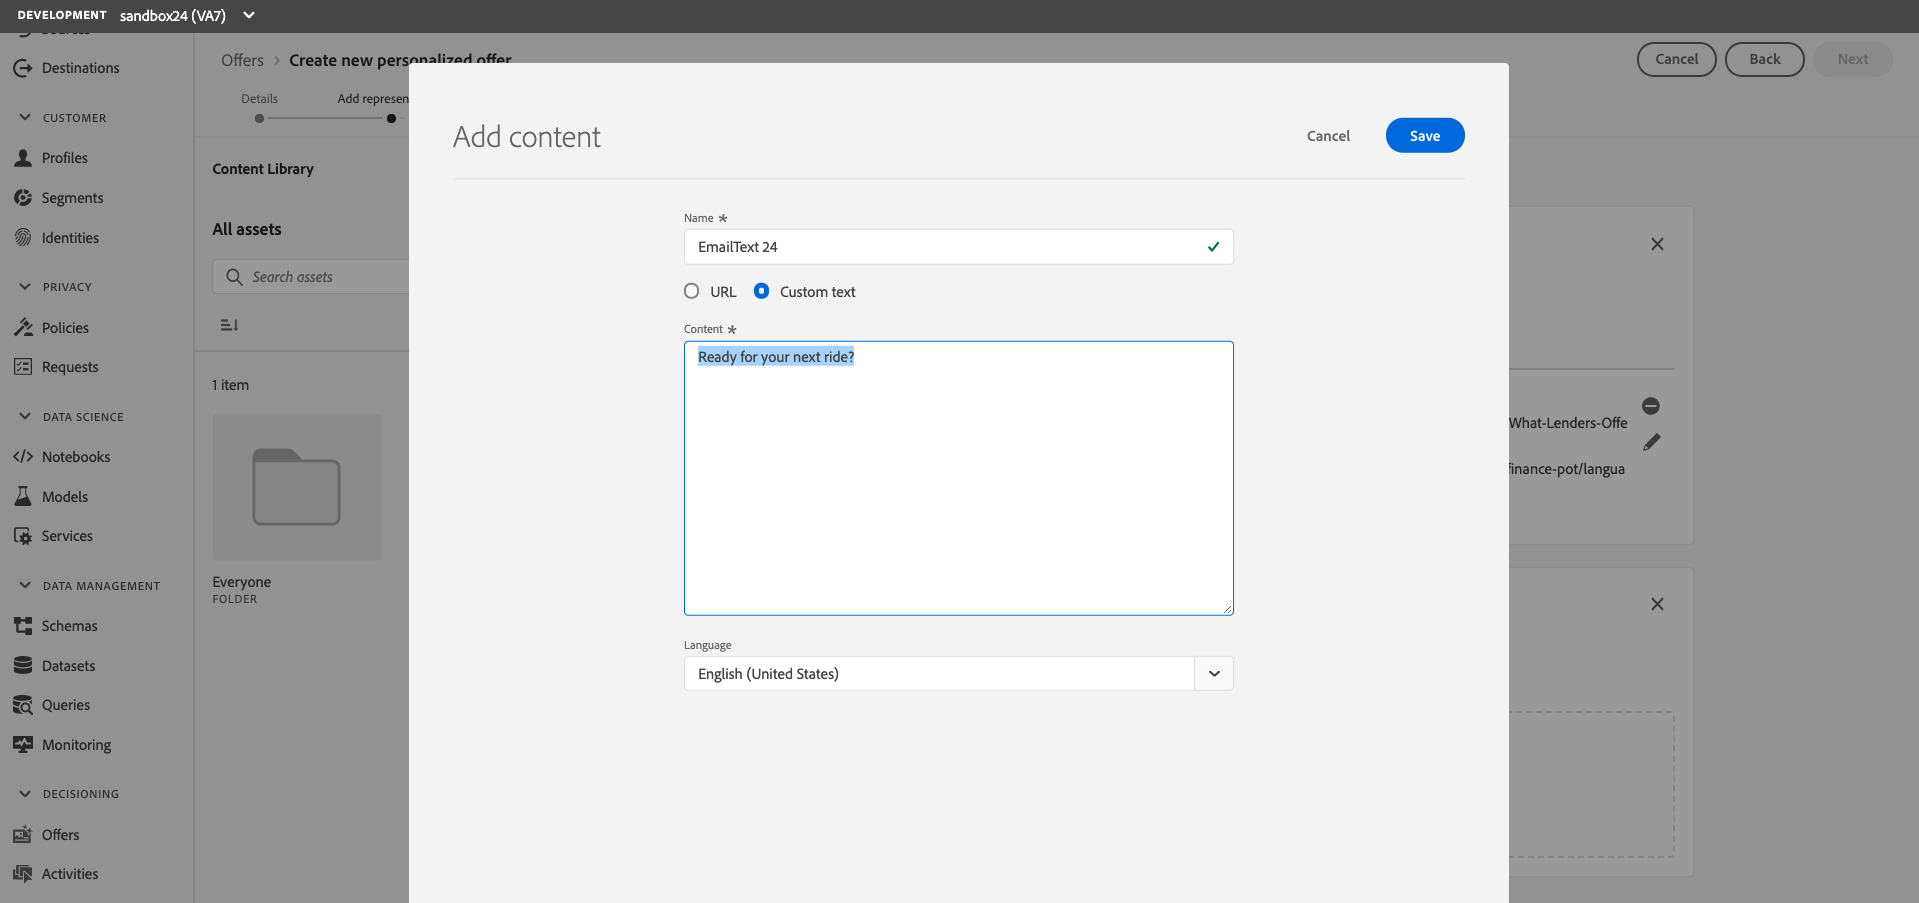 DEVELOPMENT sandbox24 (VA7)
Destinations
CUSTOMER
Profiles
Segments
Identities
PRIVACY
Policies
Requests
DATA SCIENCE
Notebooks
Models
Services
DATA MANAGEMENT
Schemas
Datasets
Queries
Monitoring
DECISIONING
Offers
Activities
Offers > Create new personalized offer
Cancel
Back
Next
Details
Add represen
Content Library
All assets
Search assets
1 item
Everyone
FOLDER
Add content
Cancel
Save
Name *
EmailText 24
URL
Custom text
Content *
Ready for your next ride?
Language
English (United States)
What-Lenders-Offe
finance-pot/langua